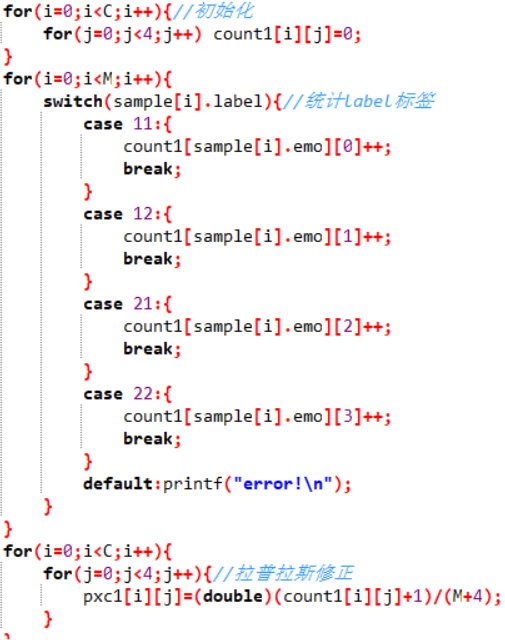 for(i=0;i<C;i++){//初始化
    for(j=0;j<4;j++) count1[i][j]=0;
}
for(i=0;i<M;i++){
    switch(sample[i].label){//统计label标签
        case 11:{
            count1[sample[i].emo][0]++;
            break;
        }
        case 12:{
            count1[sample[i].emo][1]++;
            break;
        }
        case 21:{
            count1[sample[i].emo][2]++;
            break;
        }
        case 22:{
            count1[sample[i].emo][3]++;
            break;
        }
        default:printf("error!\n");
    }
}
for(i=0;i<C;i++){
    for(j=0;j<4;j++){//拉普拉斯修正
        pxc1[i][j]=(double)(count1[i][j]+1)/(M+4);
    }
}